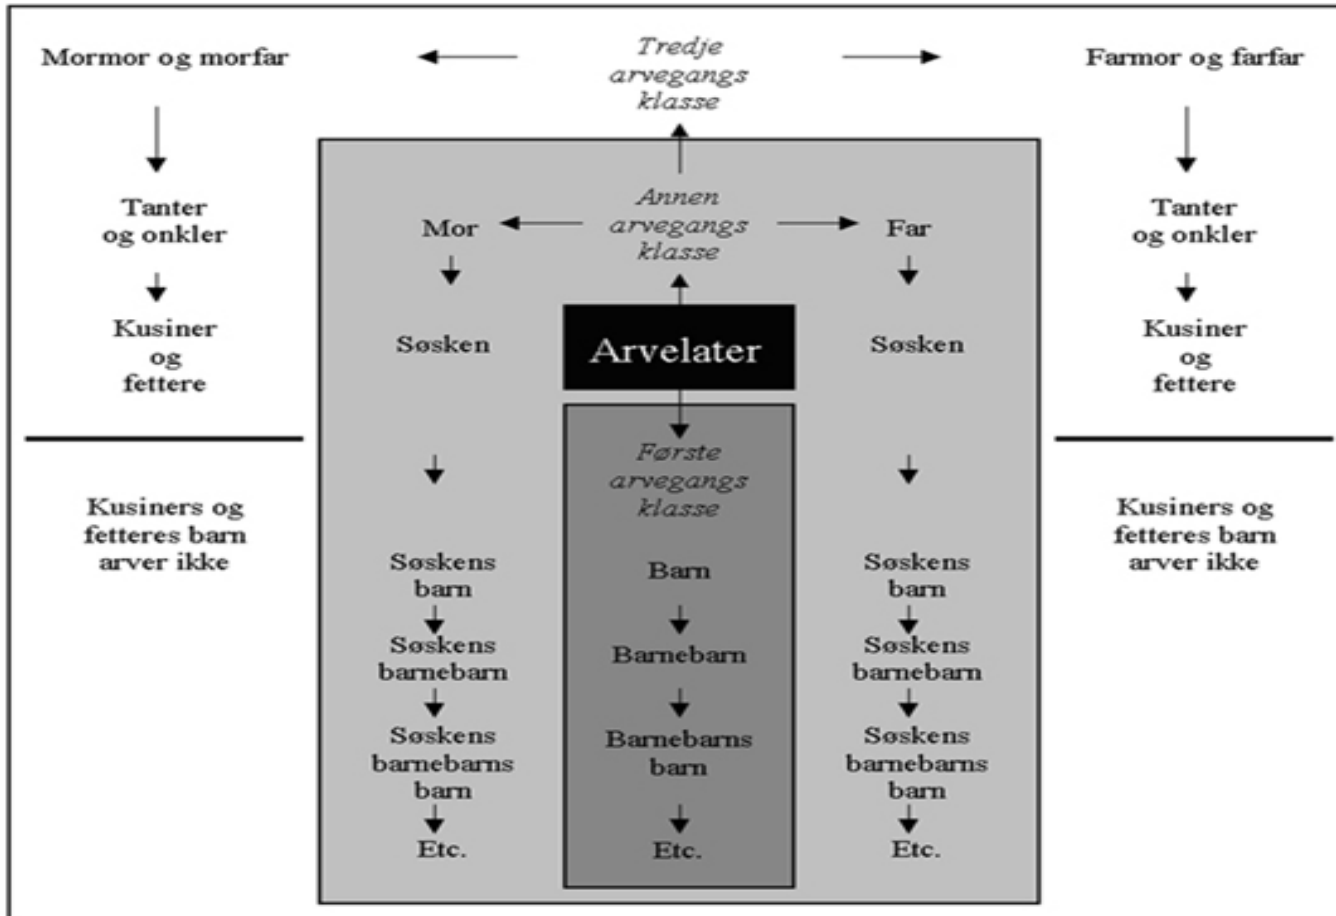 Mormor og morfar
Tredje
arvegangs
klasse
Farmor og farfar
Tanter
og onkler
Kusiner
og
fettere
Kusiners og
fetteres barn
arver ikke
Mor
Søsken
Søskens
barn
Søskens
barnebarn
Søskens
barnebarns
barn
Etc.
Annen
arvegangs
klasse
Arvelater
Første
arvegangs
klasse
Barn
Barnebarn
Barnebarns
barn
Etc.
Far
Søsken
Søskens
barn
Søskens
barnebarn
Søskens
barnebarns
barn
Etc.
Tanter
og onkler
Kusiner
og
fettere
Kusiners og
fetteres barn
arver ikke